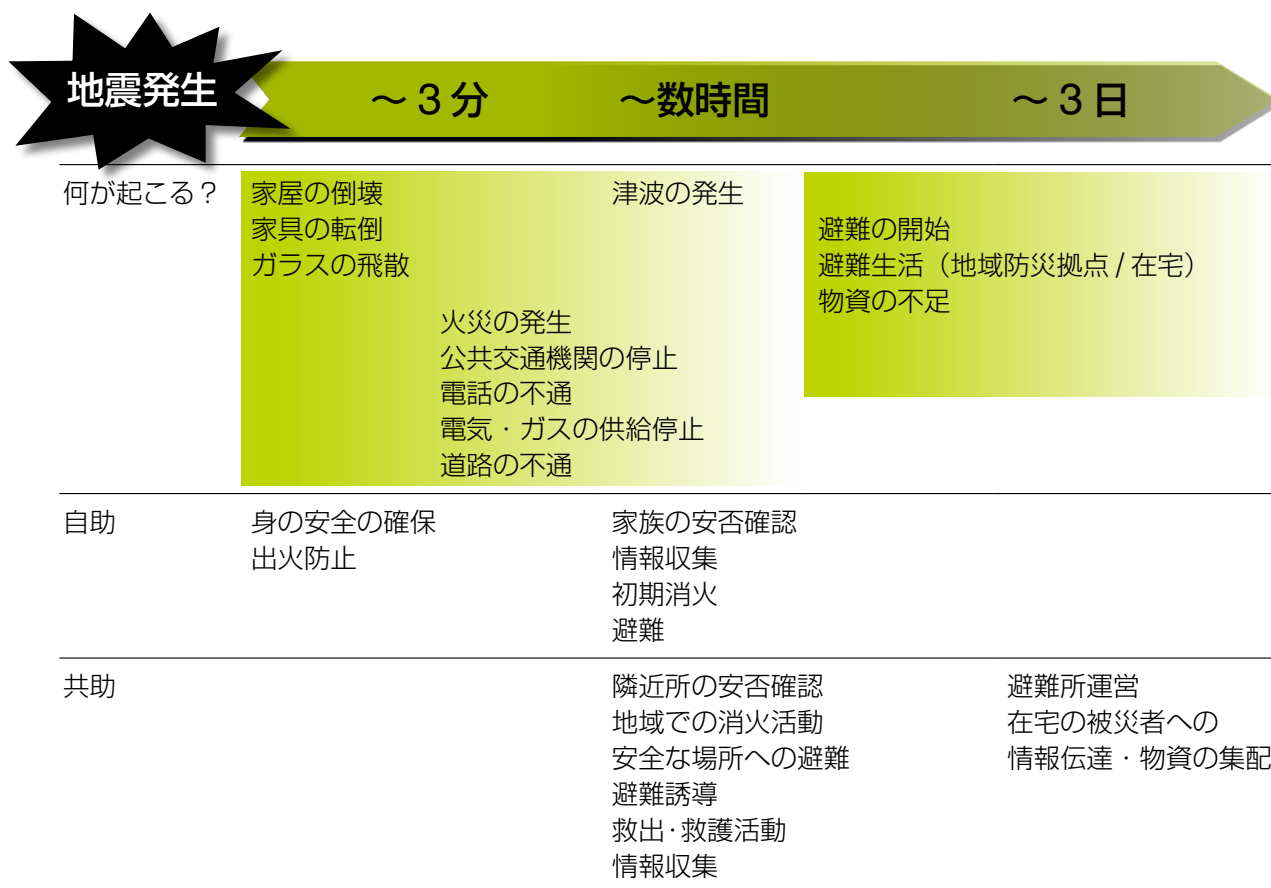 地震発生
～3分
～数時間
～3日
何が起こる？
家屋の倒壊
家具の転倒
ガラスの飛散
火災の発生
公共交通機関の停止
電話の不通
電気・ガスの供給停止
道路の不通
津波の発生
避難の開始
避難生活（地域防災拠点/在宅）
物資の不足
自助
身の安全の確保
出火防止
家族の安否確認
情報収集
初期消火
避難
共助
隣近所の安否確認
地域での消火活動
安全な場所への避難
避難誘導
救出・救護活動
情報収集
避難所運営
在宅の被災者への
情報伝達・物資の集配